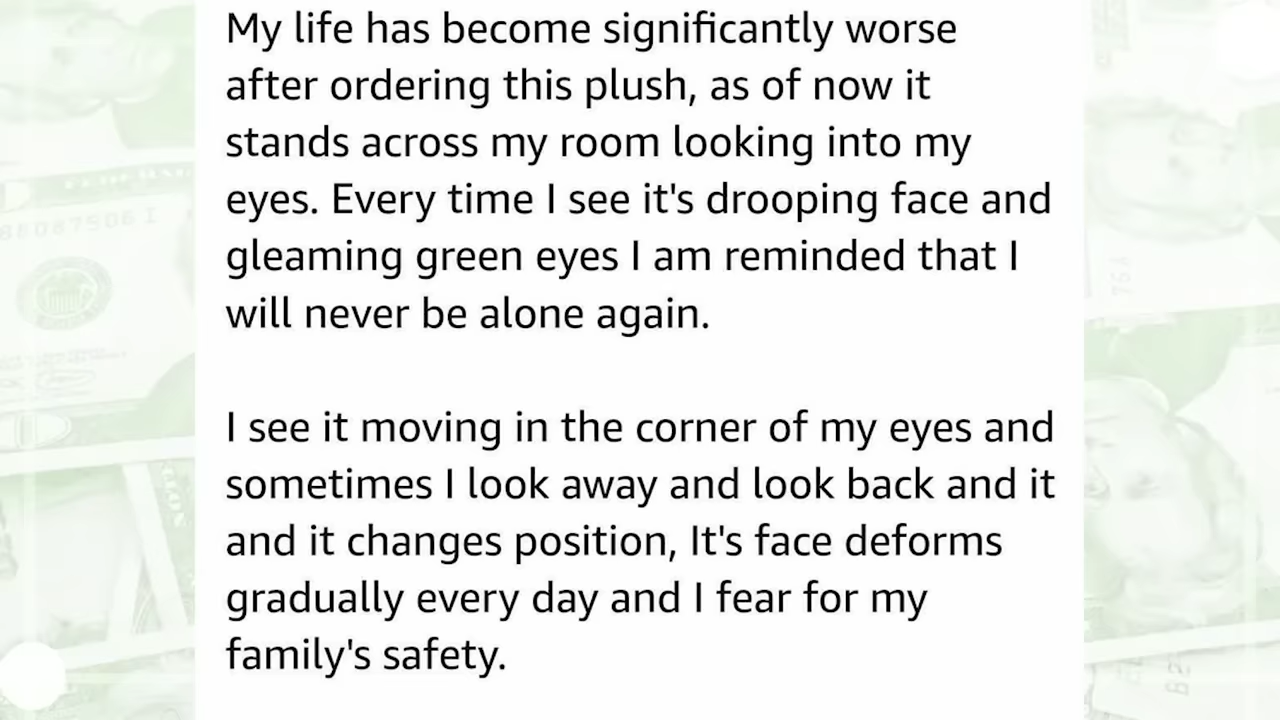 My life has become significantly worse
after ordering this plush, as of now it
stands across my room looking into my
eyes. Every time I see it's drooping face and
gleaming green eyes I am reminded that I
will never be alone again.
I see it moving in the corner of my eyes and
sometimes I look away and look back and it
and it changes position, It's face deforms
gradually every day and I fear for my
family's safety.